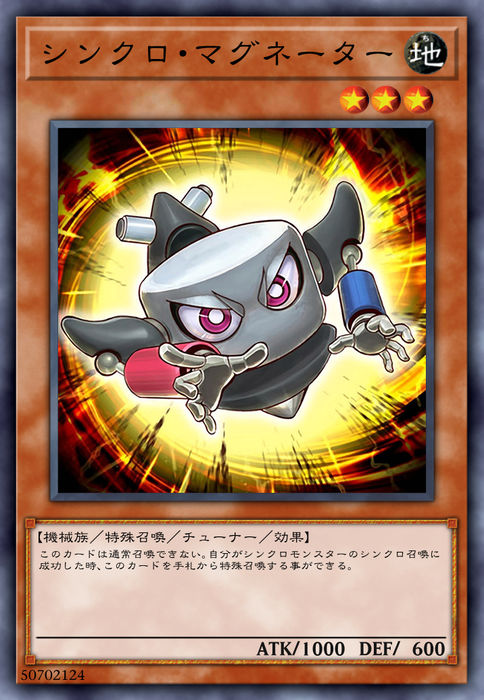 シンクロ・マグネーター
地
ち
【機械族／特殊召喚／チューナー／効果】
このカードは通常召喚できない。自分がシンクロモンスターのシンクロ召喚に
成功した時、このカードを手札から特殊召喚する事ができる。
ATK/1000 DEF/ 600
50702124